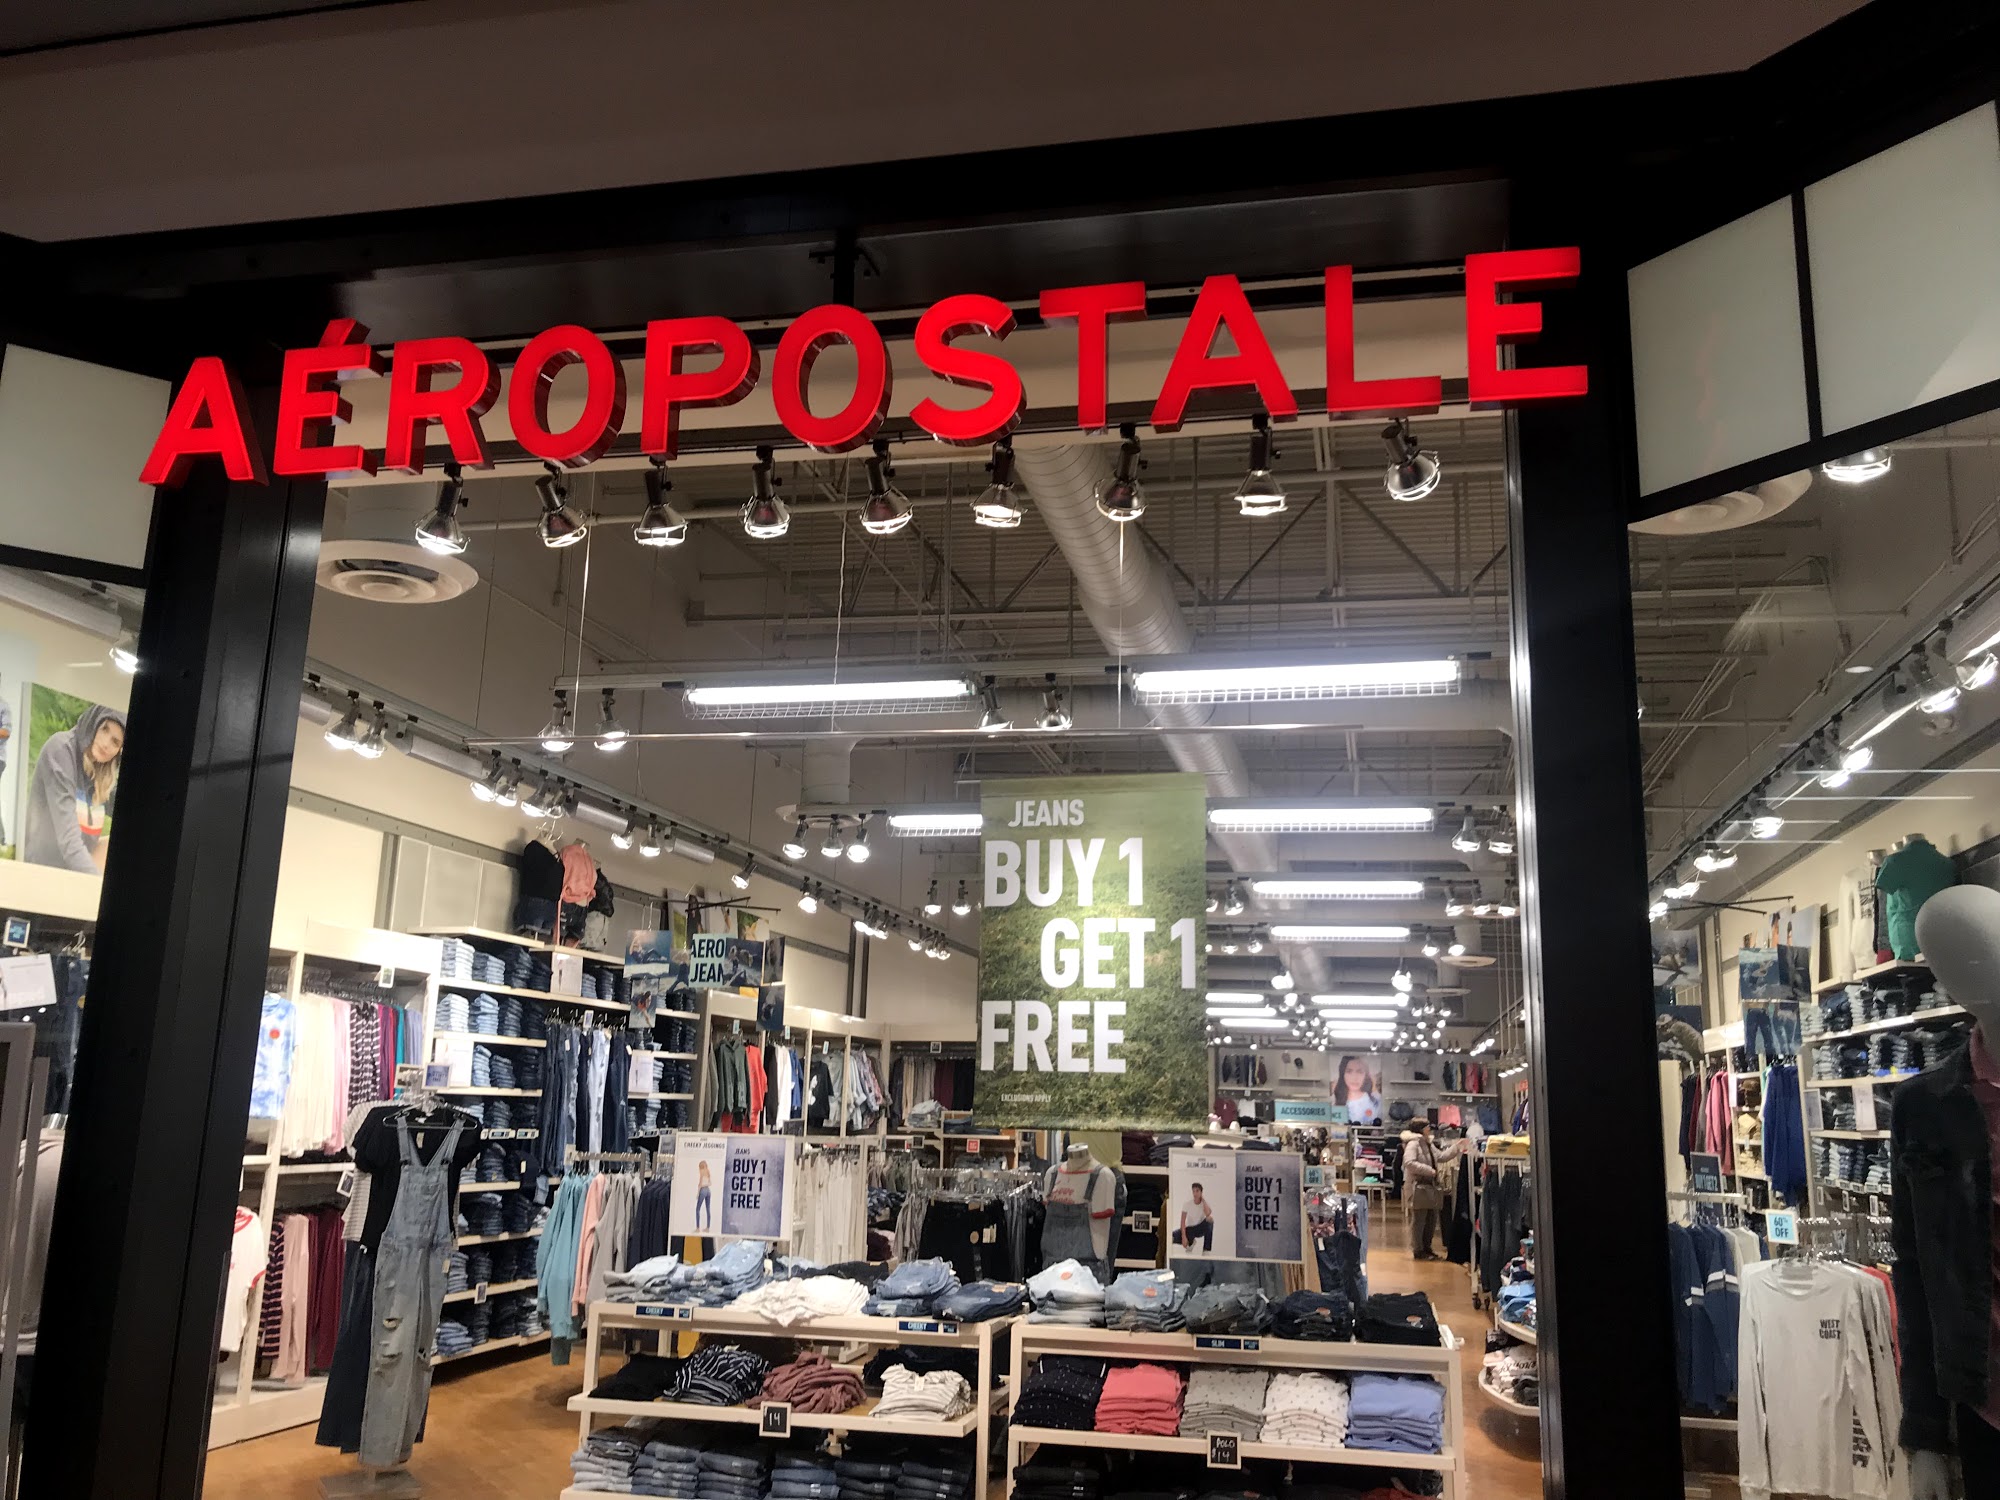 AÉROPOSTALE
JEANS
BUY 1
GET 1
FREE
EXCLUSIONS APPLY
AERO
JEAN
ACCESSORIES
CHEEKY JEGGINGS
JEANS
BUY 1
GET 1
FREE
SLIM JEANS
JEANS
BUY 1
GET 1
FREE
60%
OFF
WEST
COAST
CHEEKY
CHEEKY
SLIM
$14
POLO
$14